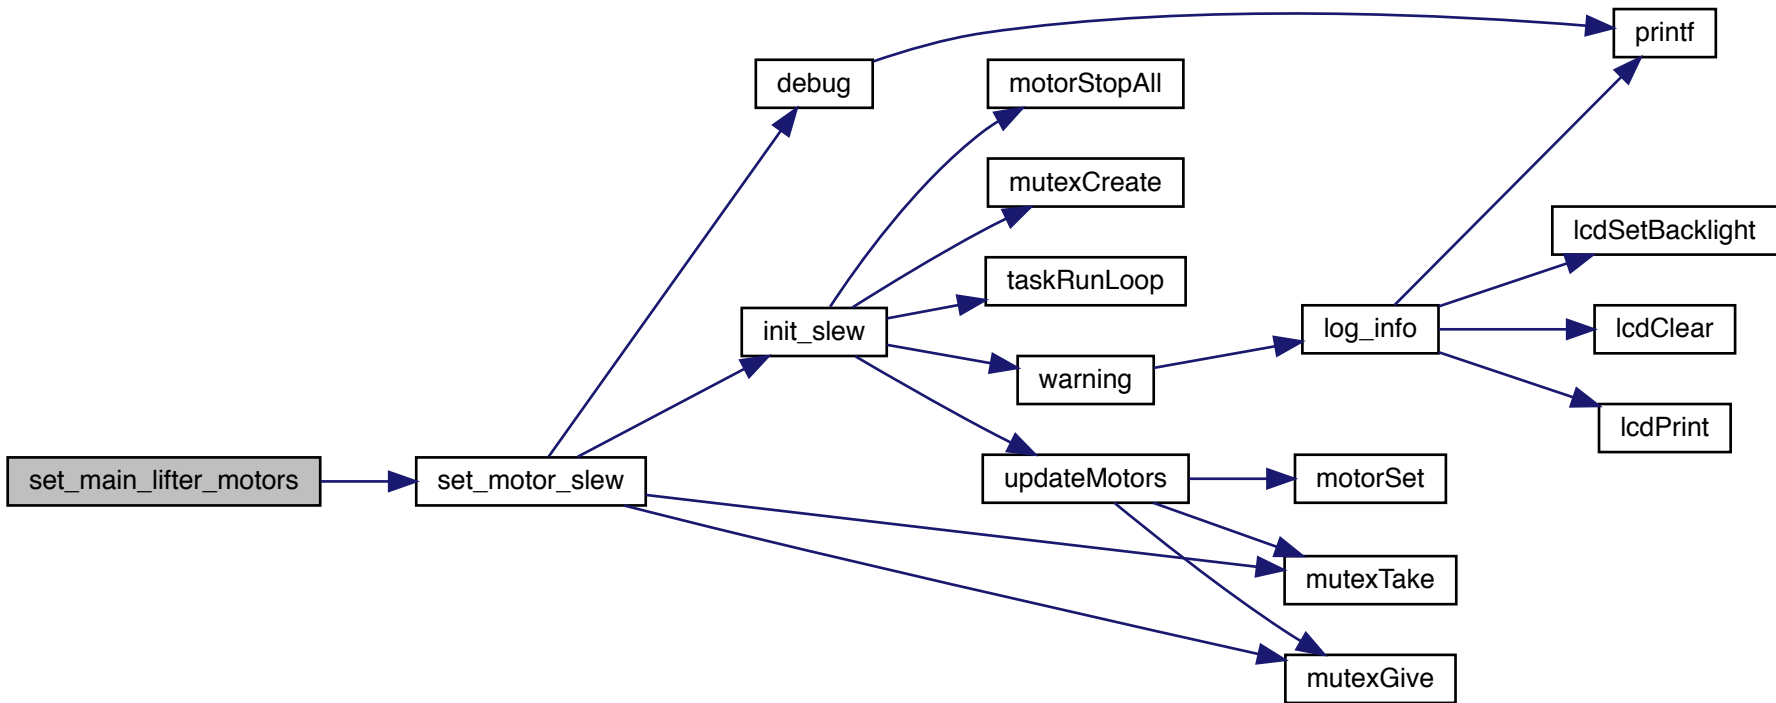 printf
debug
motorStopAll
mutexCreate
lcdSetBacklight
taskRunLoop
init_slew
log_info
lcdClear
warning
lcdPrint
set_main_lifter_motors
set_motor_slew
updateMotors
motorSet
mutexTake
mutexGive